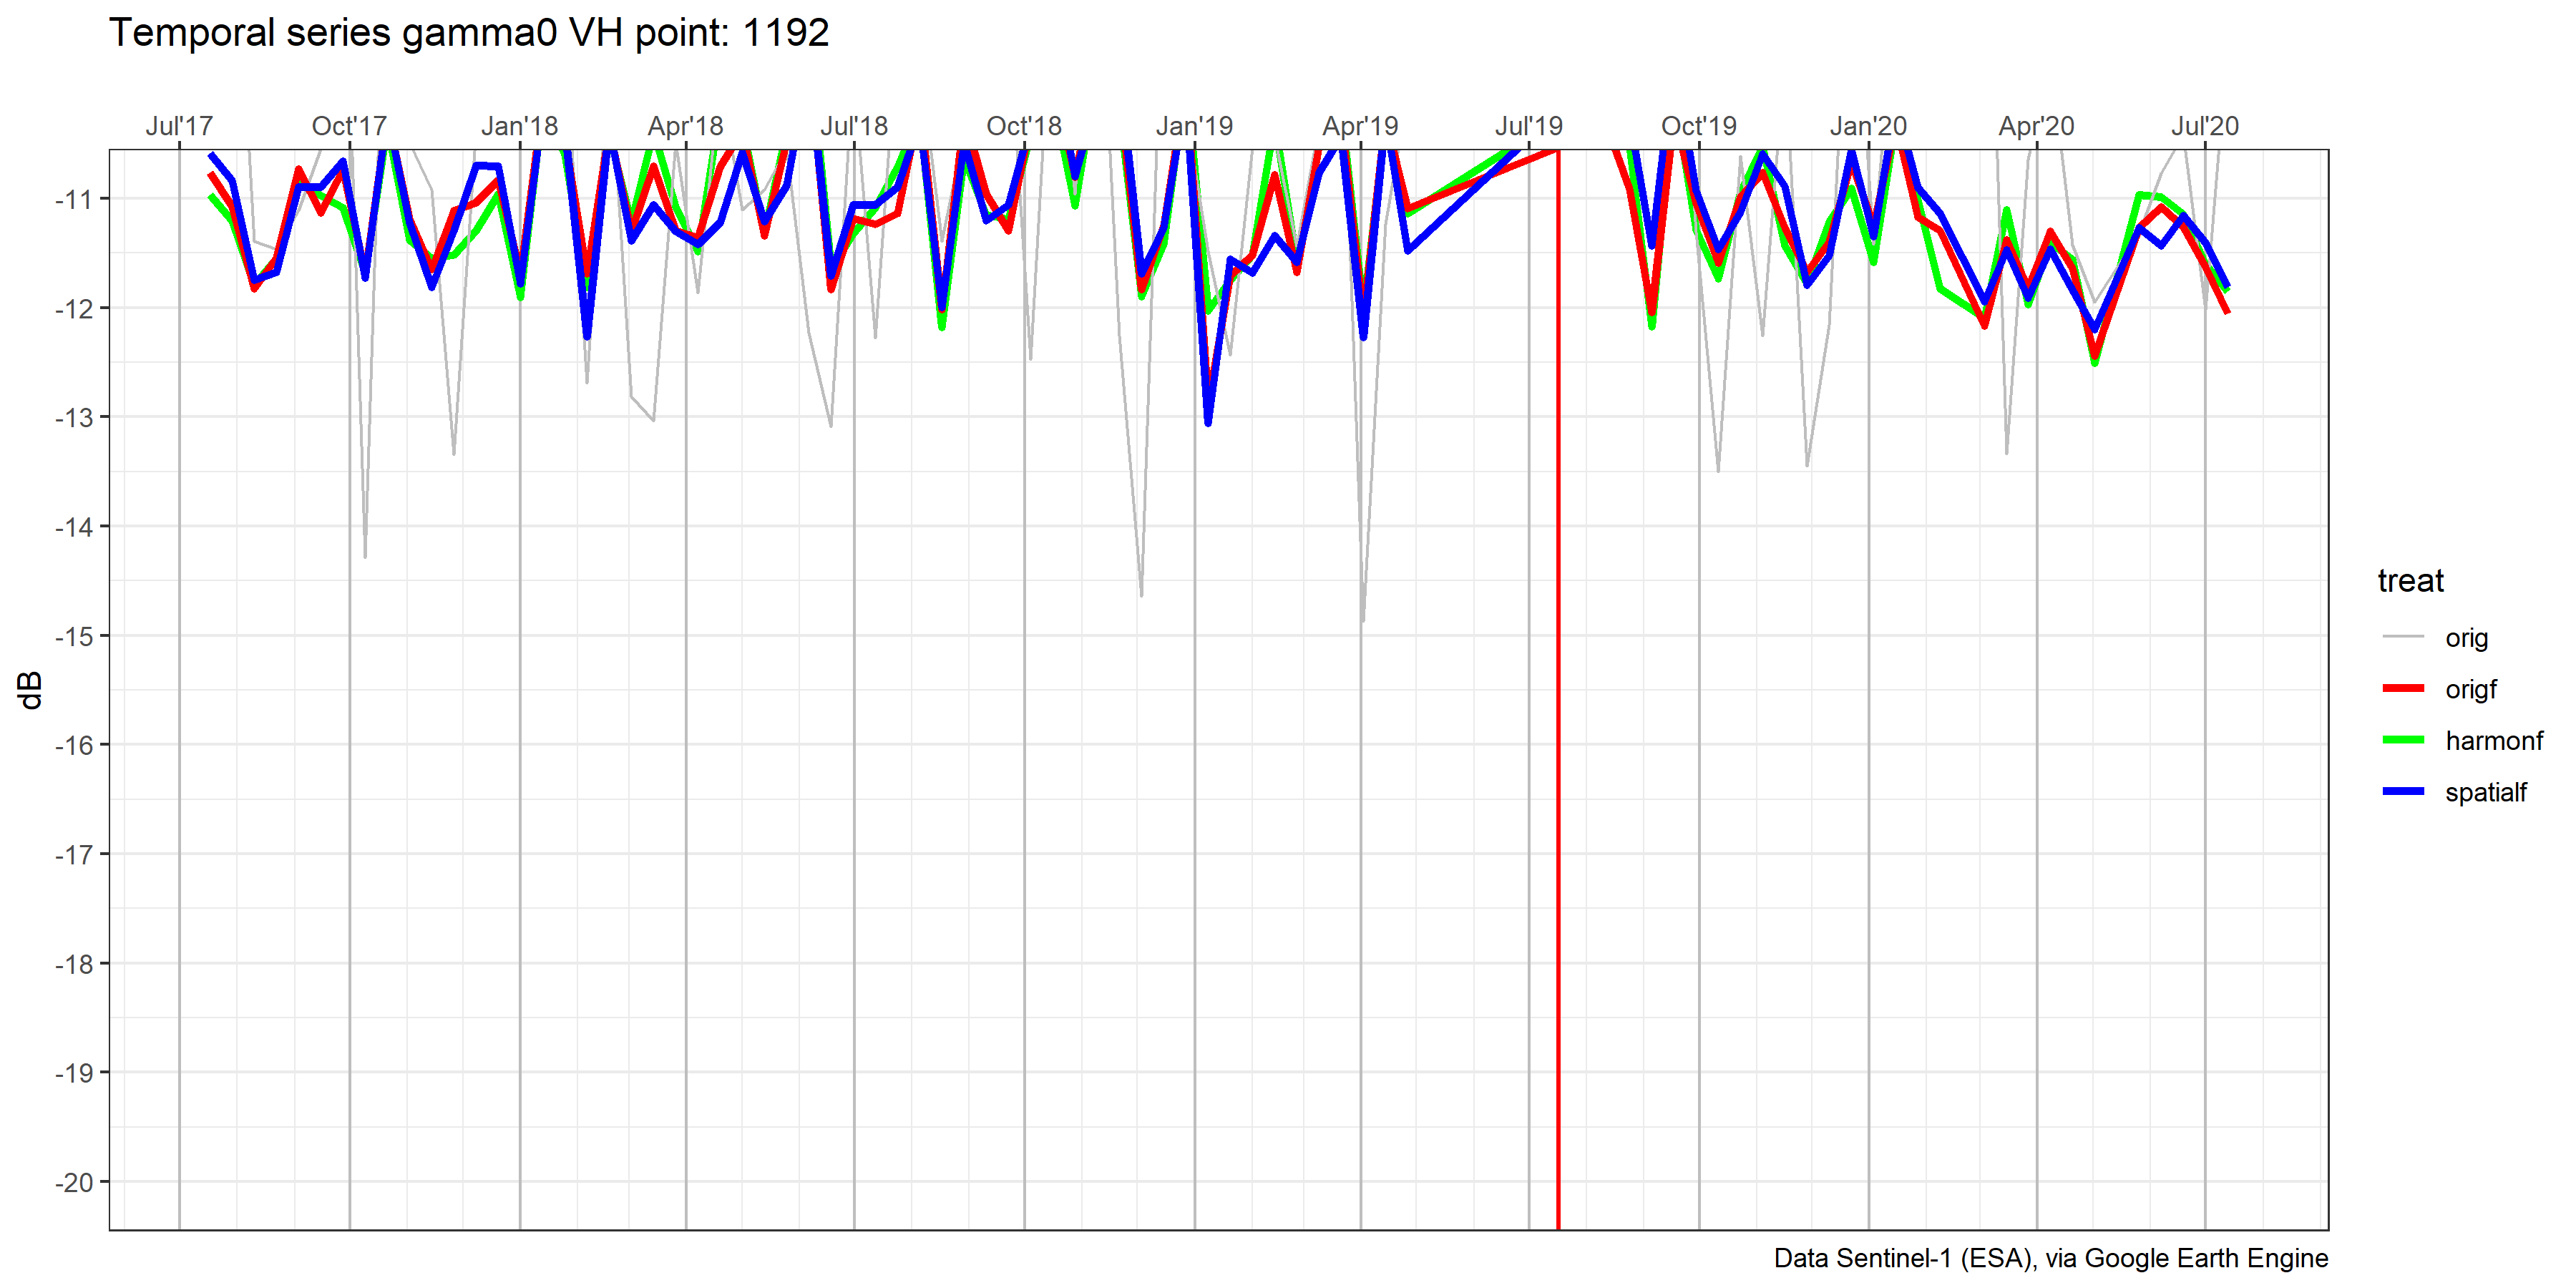 Temporal series gamma0 VH point: 1192
Jul'17 Oct'17 Jan'18 Apr'18 Jul'18 Oct'18 Jan'19 Apr'19 Jul'19 Oct'19 Jan'20 Apr'20 Jul'20
-11
-12
-13
-14
-15
-16
-17
-18
-19
-20
dB
treat
orig
origf
harmonf
spatialf
Data Sentinel-1 (ESA), via Google Earth Engine